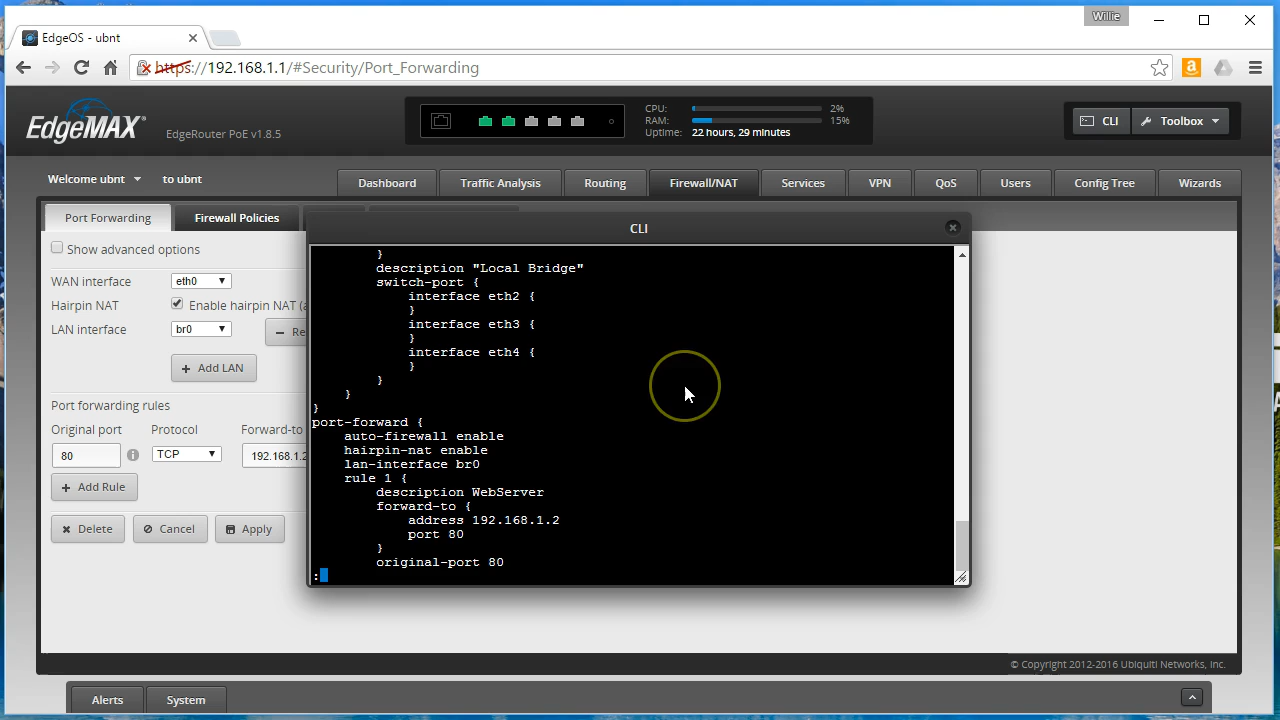 Willie
EdgeOS - ubnt
https://192.168.1.1/#Security/Port_Forwarding
EdgeMAX EdgeRouter PoE v1.8.5
CPU: 2%
RAM: 15%
Uptime: 22 hours, 29 minutes
CLI Toolbox
Welcome ubnt to ubnt
Dashboard Traffic Analysis Routing Firewall/NAT Services VPN QoS Users Config Tree Wizards
Port Forwarding Firewall Policies
Show advanced options
WAN interface eth0
Hairpin NAT Enable hairpin NAT (a
LAN interface br0 Re
+ Add LAN
Port forwarding rules
Original port Protocol Forward-to
80 TCP 192.168.1.2
+ Add Rule
Delete Cancel Apply
CLI
}
description "Local Bridge"
switch-port {
interface eth2 {
}
interface eth3 {
}
interface eth4 {
}
}
}
}
port-forward {
auto-firewall enable
hairpin-nat enable
lan-interface br0
rule 1 {
description WebServer
forward-to {
address 192.168.1.2
port 80
}
original-port 80
:
© Copyright 2012-2016 Ubiquiti Networks, Inc.
Alerts System